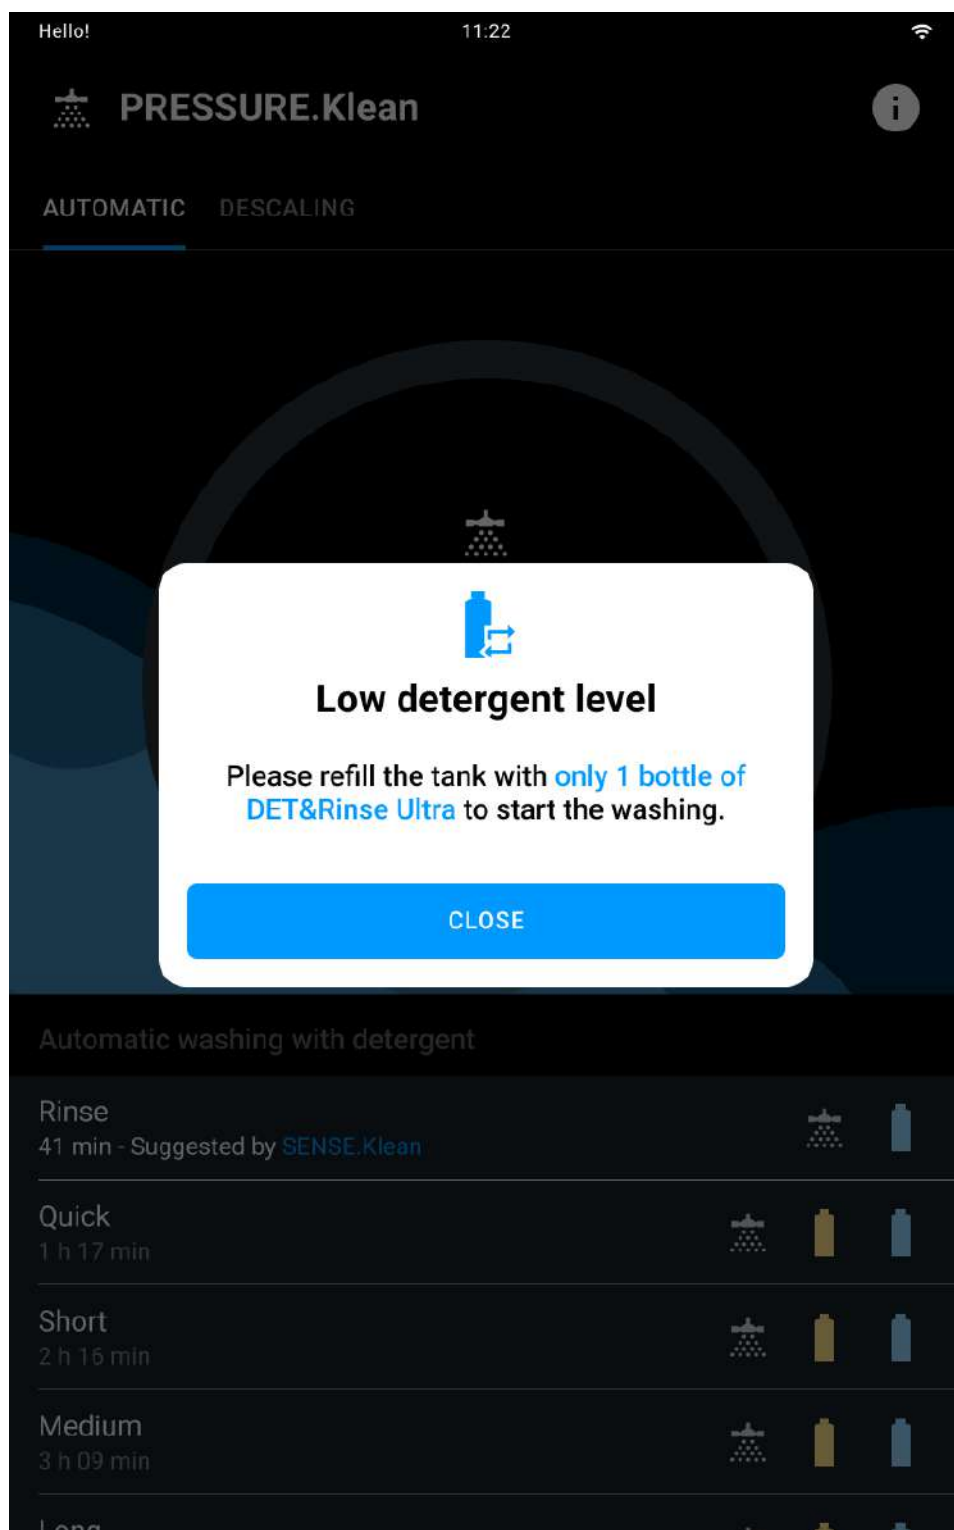 Hello!
11:22
PRESSURE.Klean
i
AUTOMATIC
DESCALING
Low detergent level
Please refill the tank with only 1 bottle of
DET&Rinse Ultra to start the washing.
CLOSE
Automatic washing with detergent
Rinse
41 min - Suggested by SENSE.Klean
Quick
1 h 17 min
Short
2 h 16 min
Medium
3 h 09 min
Long